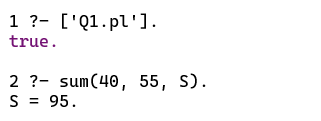 1 ?- ['Q1.pl'].
true.
2 ?- sum(40, 55, S).
S = 95.